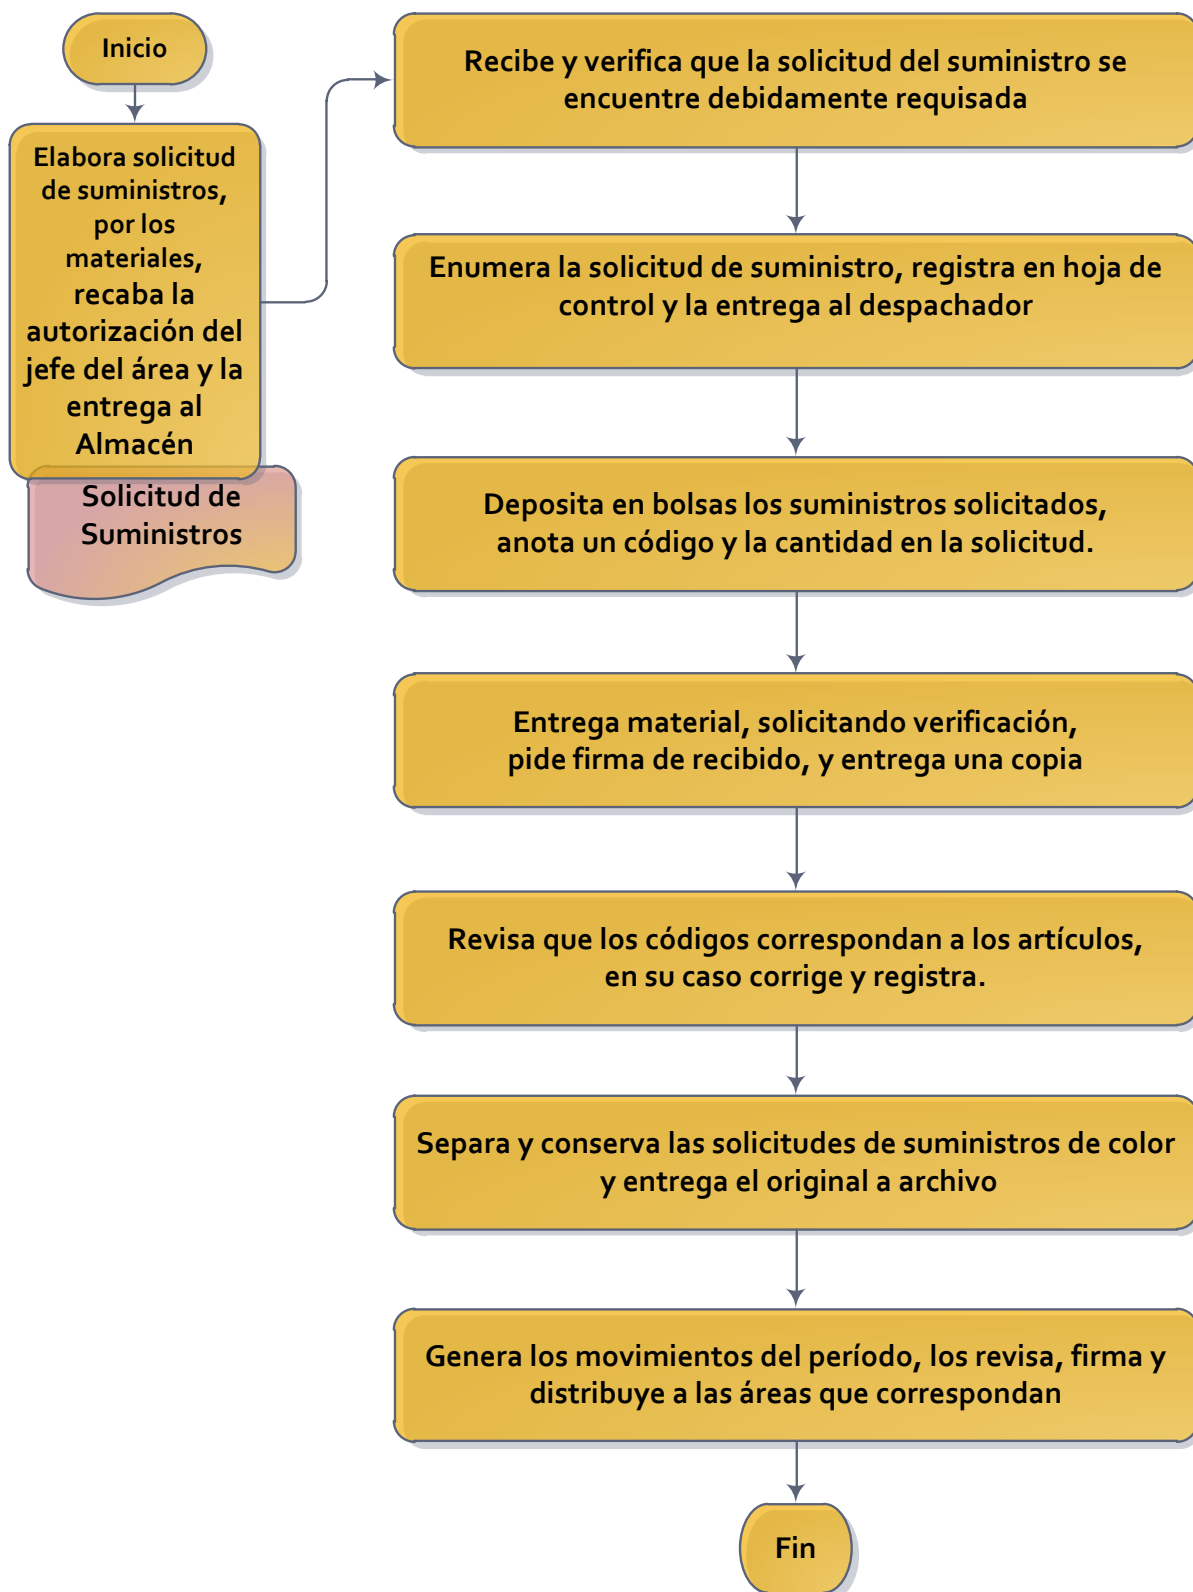 Inicio
Elabora solicitud
de suministros,
por los
materiales,
recaba la
autorización del
jefe del área y la
entrega al
Almacén
Solicitud de
Suministros
Recibe y verifica que la solicitud del suministro se
encuentre debidamente requisada
Enumera la solicitud de suministro, registra en hoja de
control y la entrega al despachador
Deposita en bolsas los suministros solicitados,
anota un código y la cantidad en la solicitud.
Entrega material, solicitando verificación,
pide firma de recibido, y entrega una copia
Revisa que los códigos correspondan a los artículos,
en su caso corrige y registra.
Separa y conserva las solicitudes de suministros de color
y entrega el original a archivo
Genera los movimientos del período, los revisa, firma y
distribuye a las áreas que correspondan
Fin